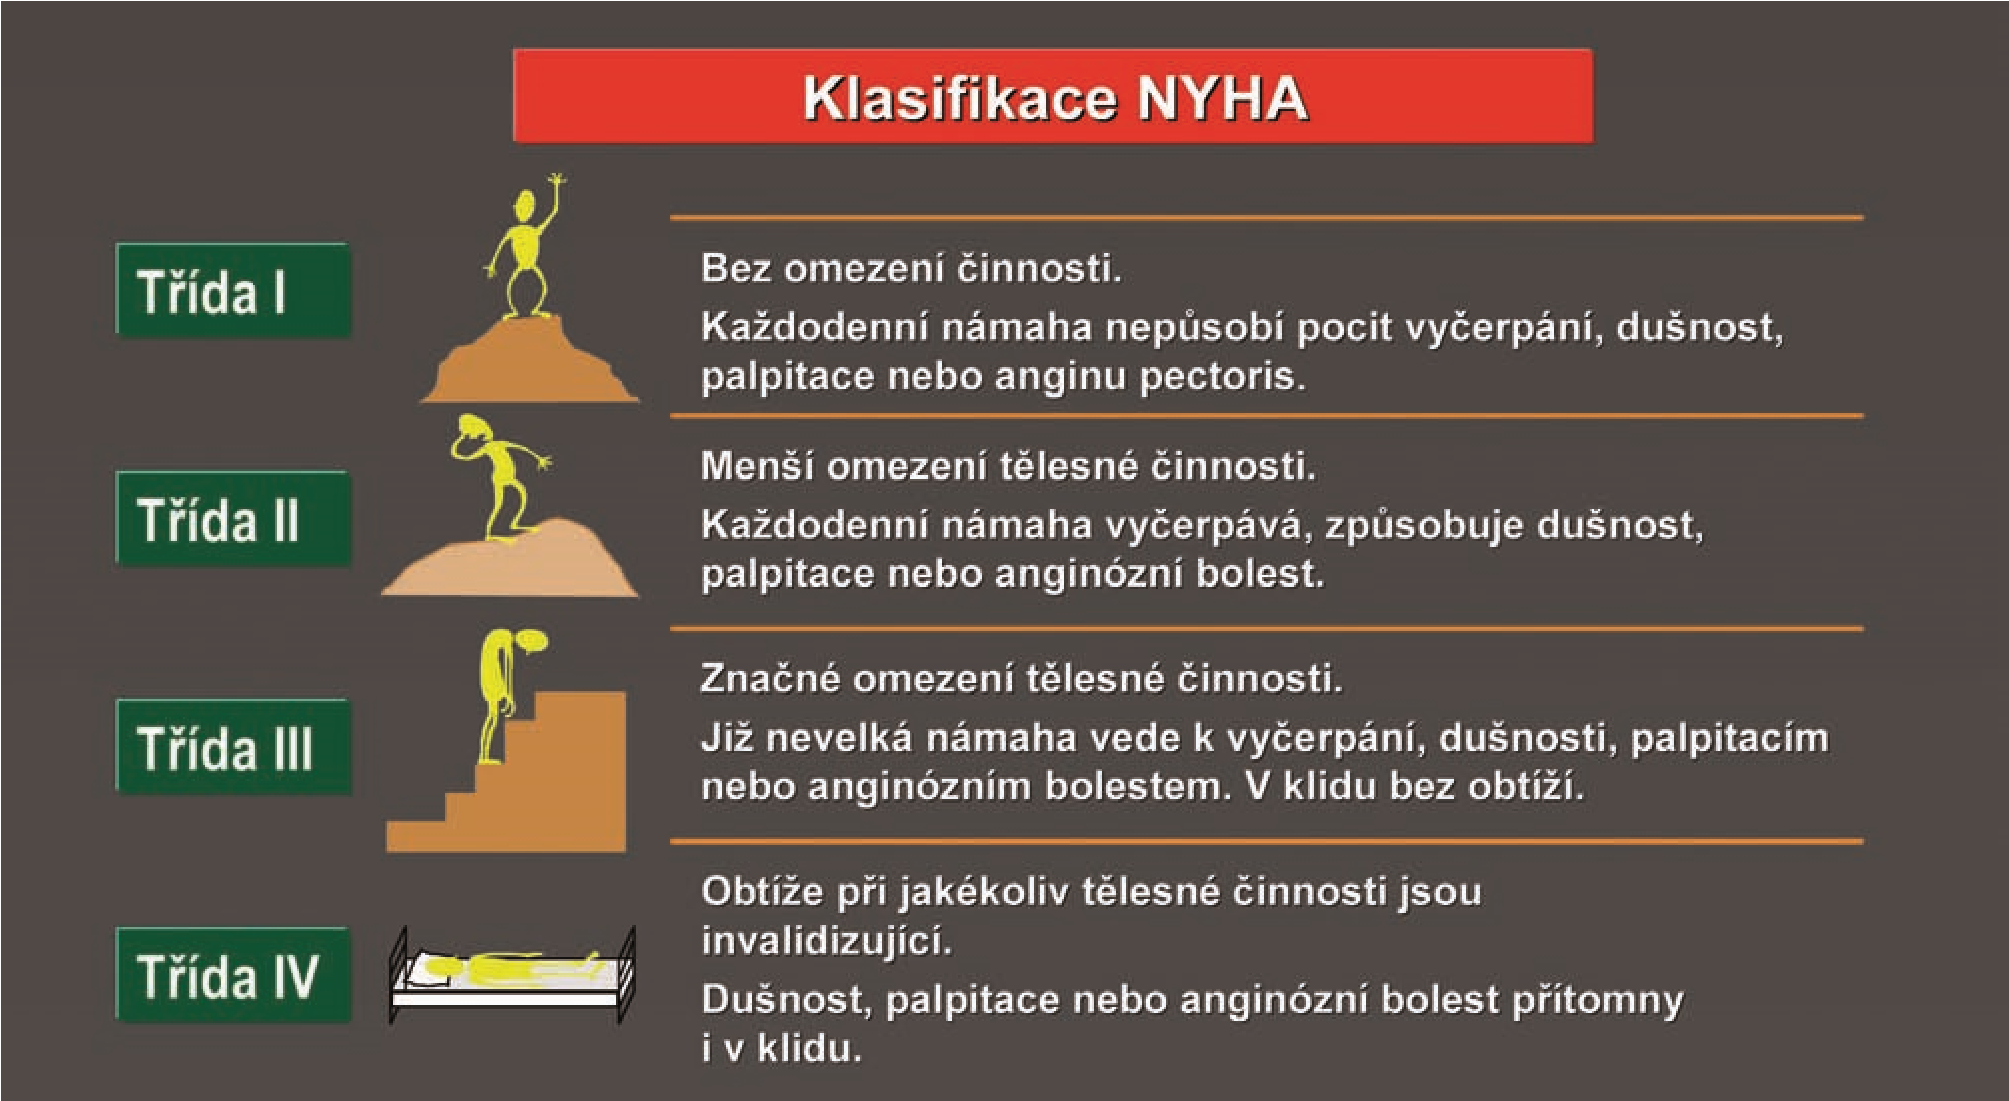 Klasifikace NYHA
Třída I
Bez omezení činnosti.
Každodenní námaha nepůsobí pocit vyčerpání, dušnost,
palpitace nebo anginu pectoris.
Třída II
Menší omezení tělesné činnosti.
Každodenní námaha vyčerpává, způsobuje dušnost,
palpitace nebo anginózní bolest.
Třída III
Značné omezení tělesné činnosti.
Již nevelká námaha vede k vyčerpání, dušnosti, palpitacím
nebo anginózním bolestem. V klidu bez obtíží.
Třída IV
Obtíže při jakékoliv tělesné činnosti jsou
invalidizující.
Dušnost, palpitace nebo anginózní bolest přítomny
i v klidu.